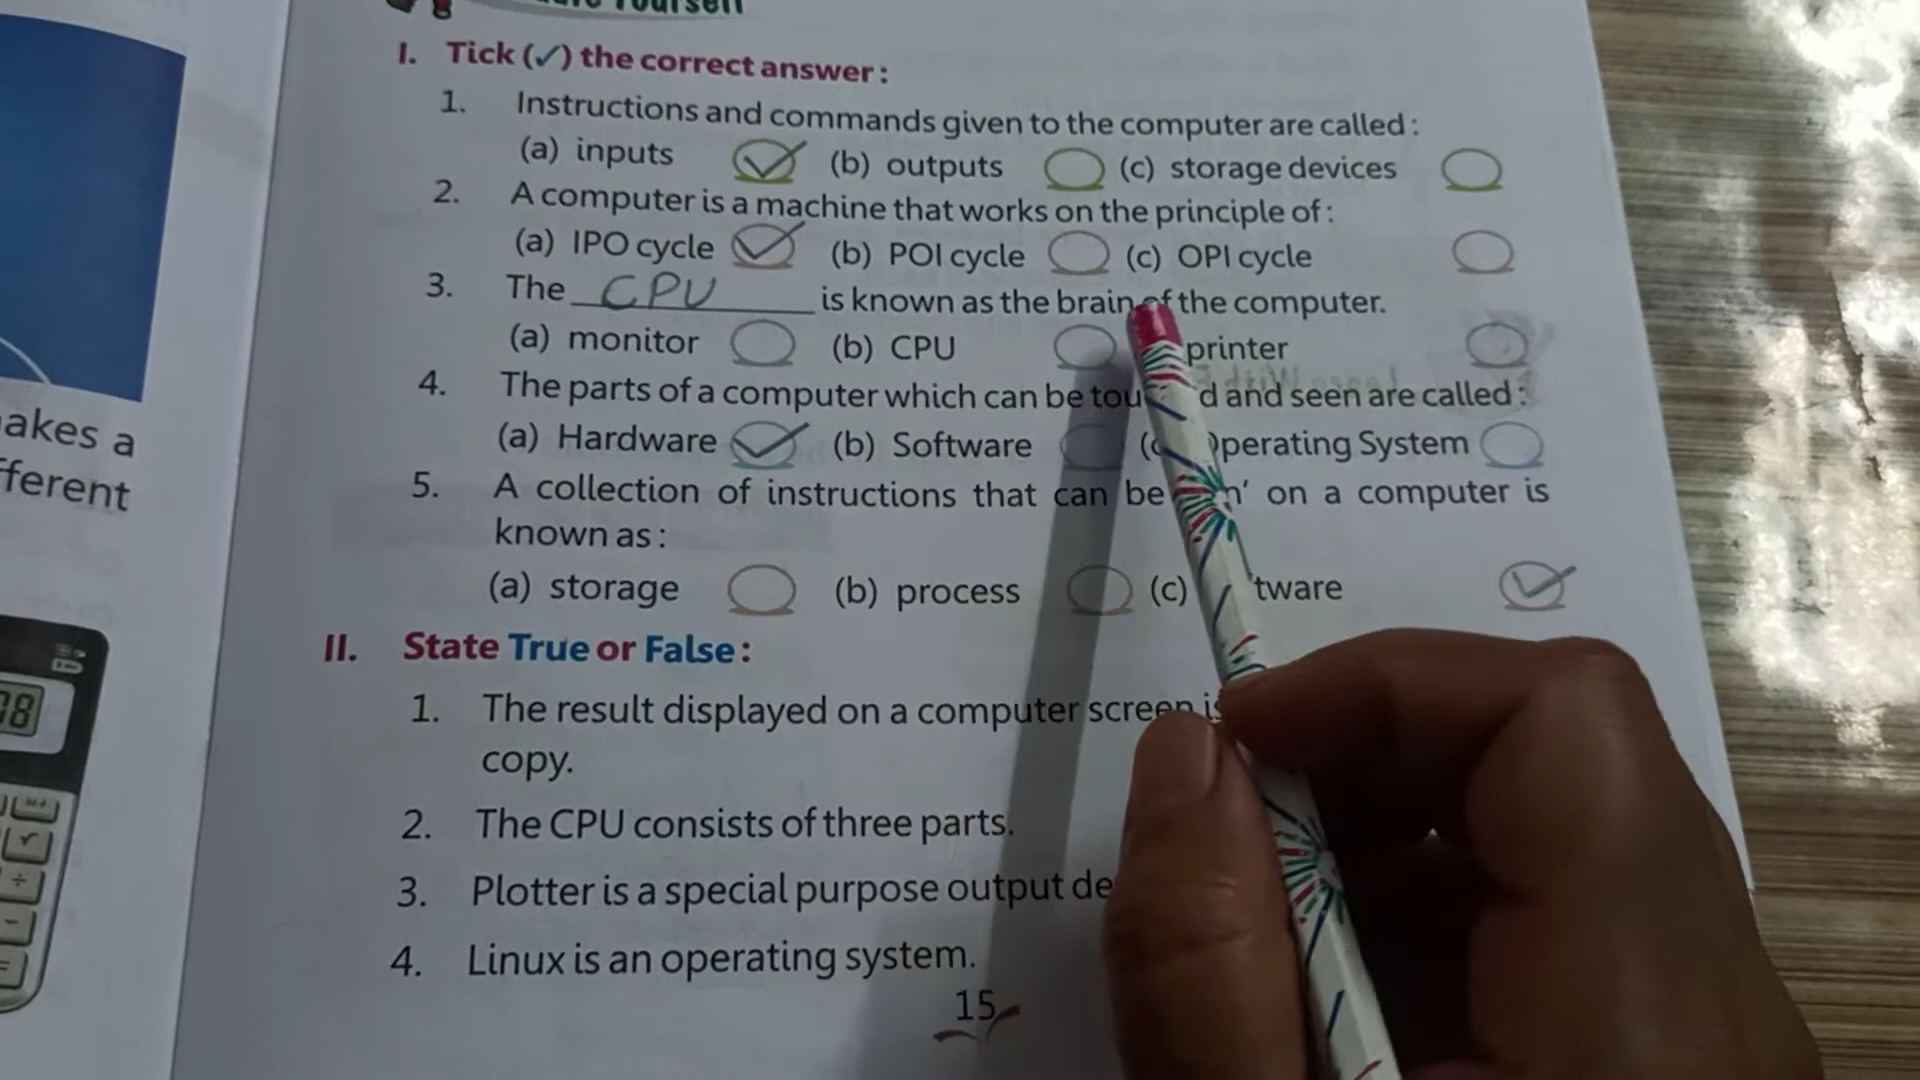 Yourself
I. Tick (✓) the correct answer:
1. Instructions and commands given to the computer are called:
(a) inputs (b) outputs (c) storage devices
2. A computer is a machine that works on the principle of:
(a) IPO cycle (b) POI cycle (c) OPI cycle
3. The CPU is known as the brain of the computer.
(a) monitor (b) CPU printer
4. The parts of a computer which can be and seen are called:
(a) Hardware (b) Software Operating System
5. A collection of instructions that can be on a computer is
known as:
(a) storage (b) process (c)
II. State True or False:
1. The result displayed on a computer screen
copy.
2. The CPU consists of three parts.
3. Plotter is a special purpose output
4. Linux is an operating system.
15
akes a
fferent